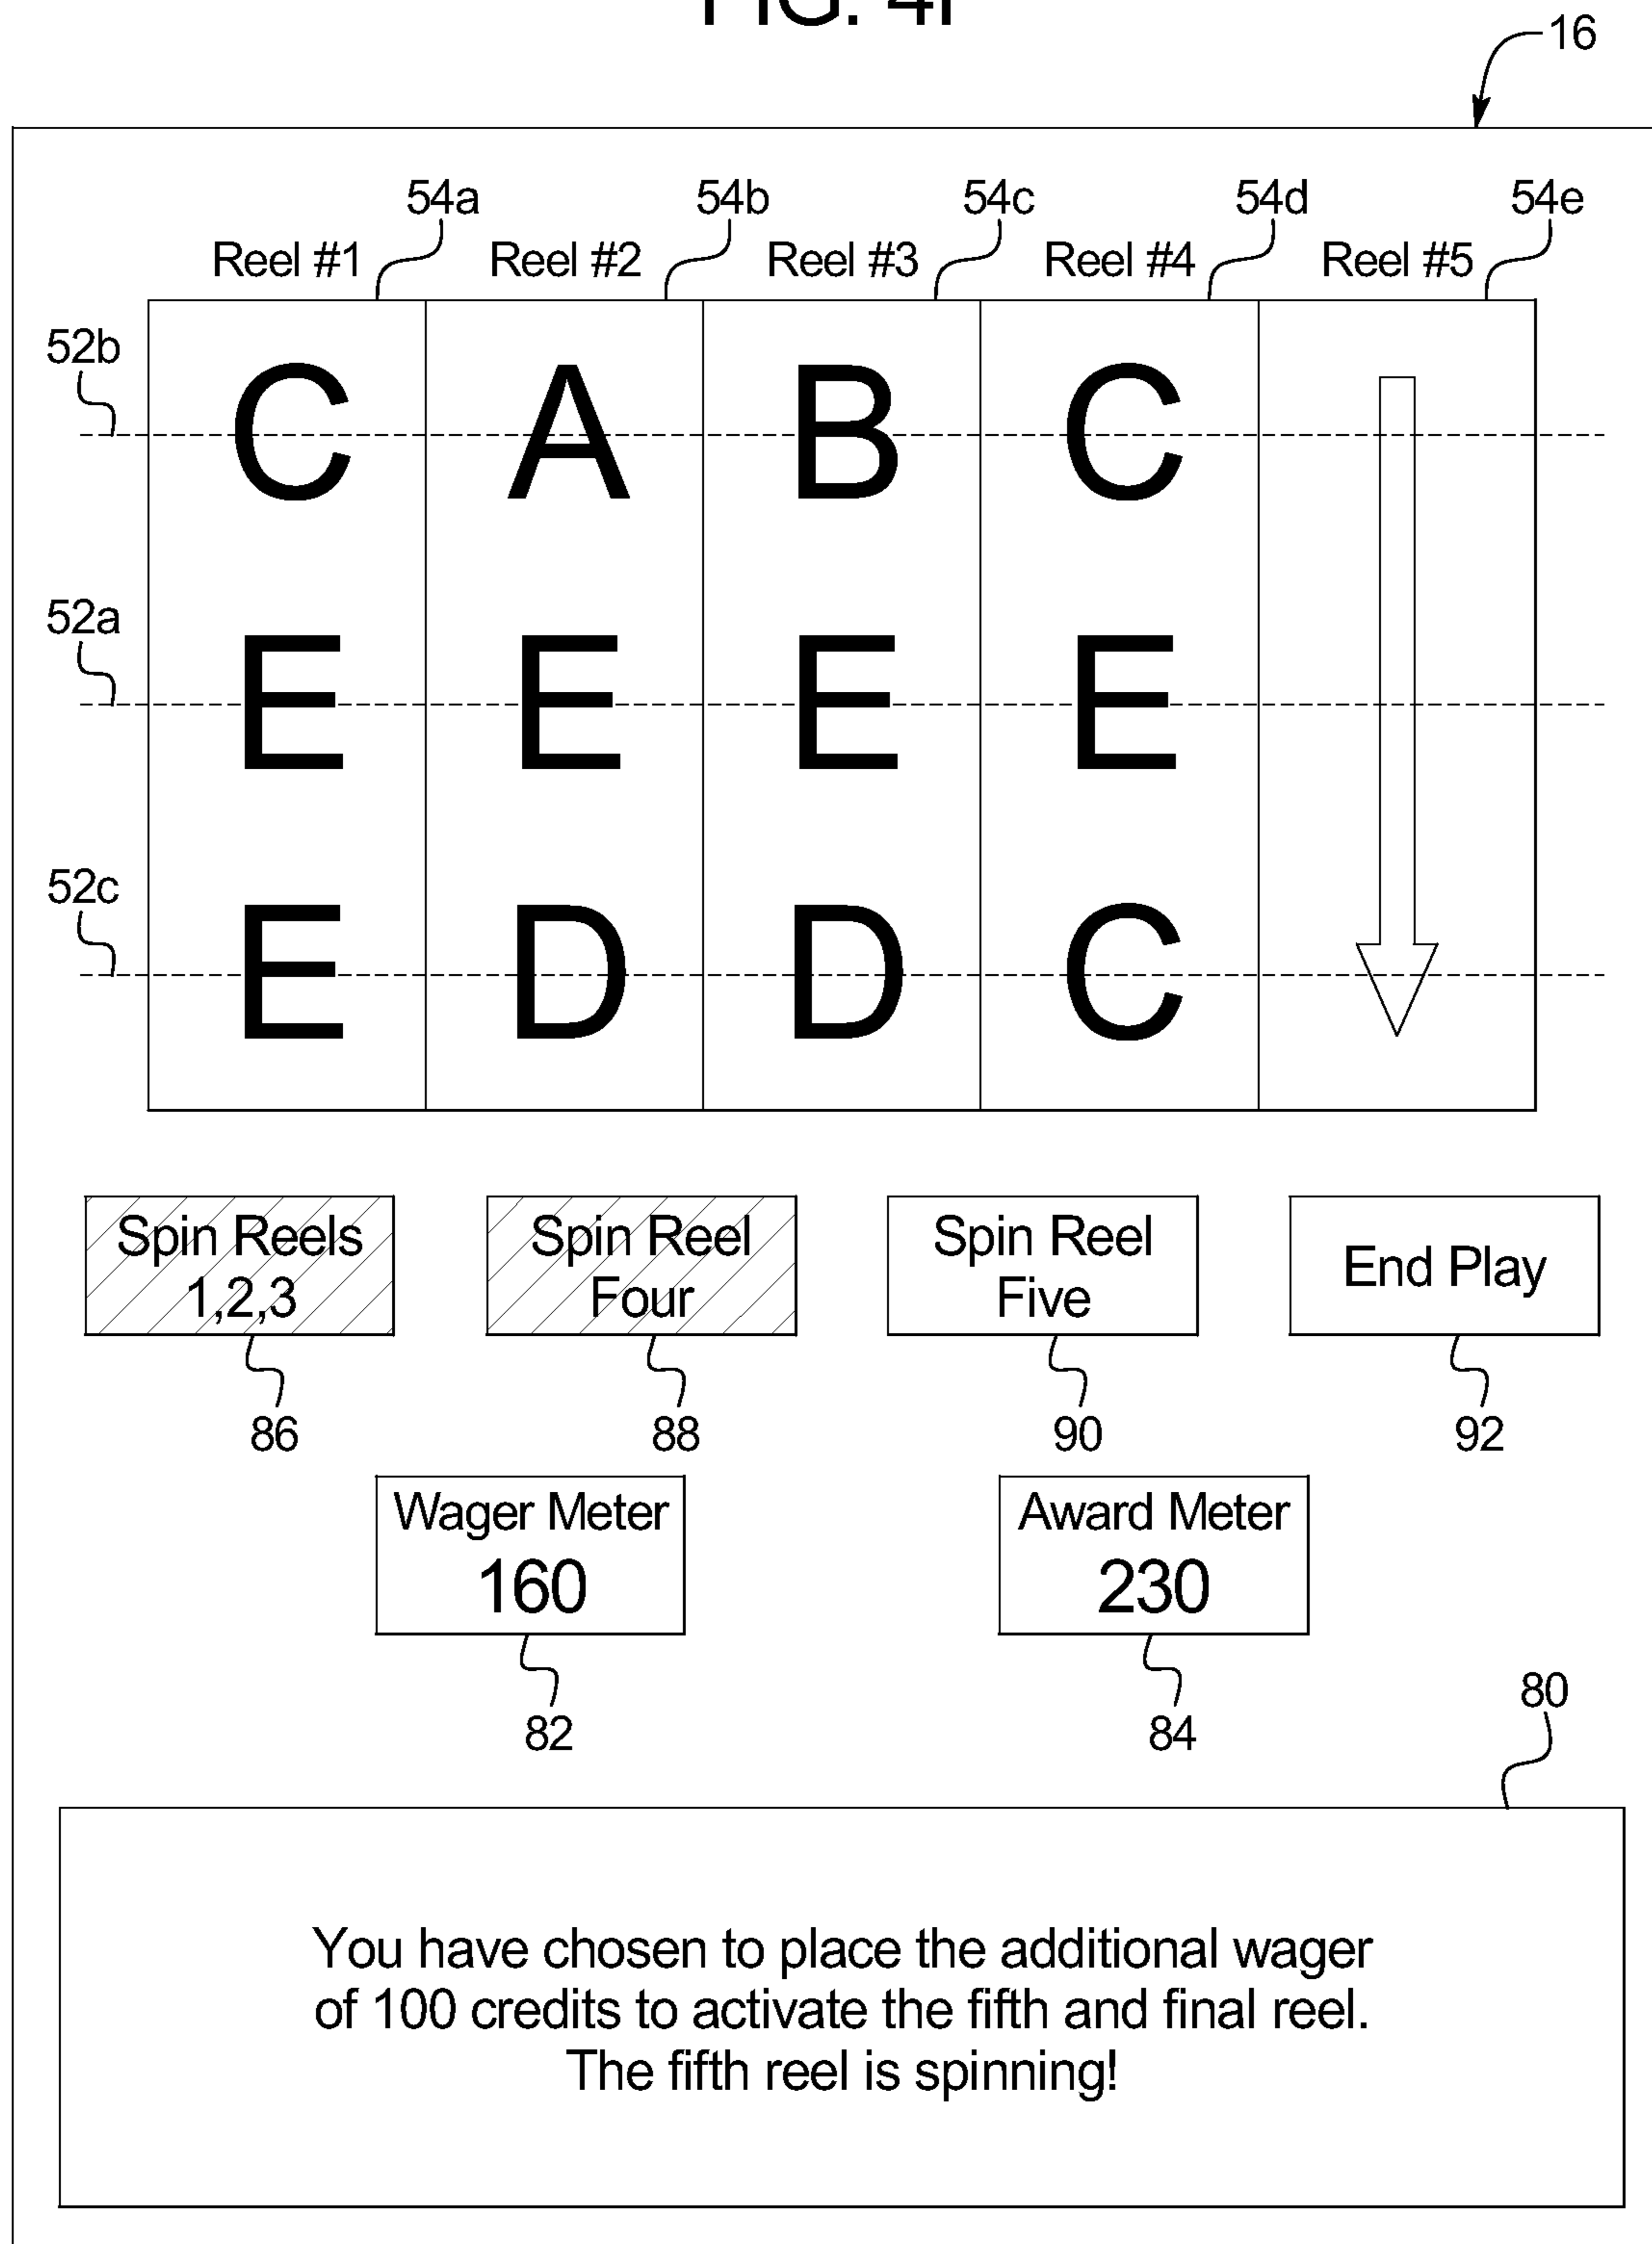 16
54a 54b 54c 54d 54e
Reel #1 Reel #2 Reel #3 Reel #4 Reel #5
52b
C A B C
52a
E E E E
52c
E D D C
Spin Reels
1,2,3
Spin Reel
Four
Spin Reel
Five
End Play
86 88 90 92
Wager Meter
160
Award Meter
230
82 84
80
You have chosen to place the additional wager
of 100 credits to activate the fifth and final reel.
The fifth reel is spinning!